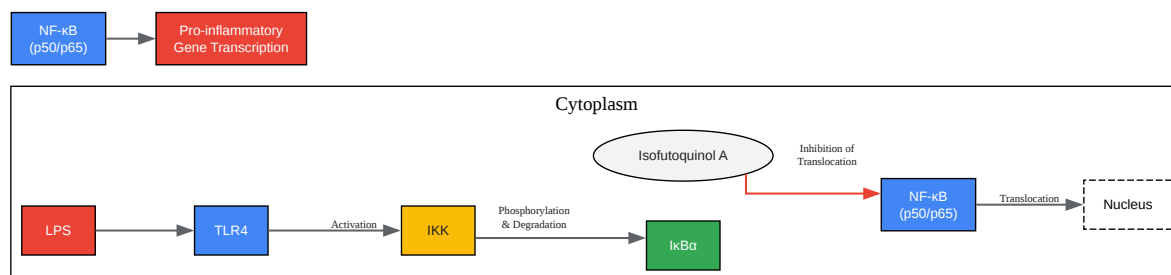 NF-κB
(p50/p65)
Pro-inflammatory
Gene Transcription
Cytoplasm
Isofutoquinol A
Inhibition of
Translocation
LPS
TLR4
Activation
IKK
Phosphorylation
& Degradation
IκBα
NF-κB
(p50/p65)
Translocation
Nucleus